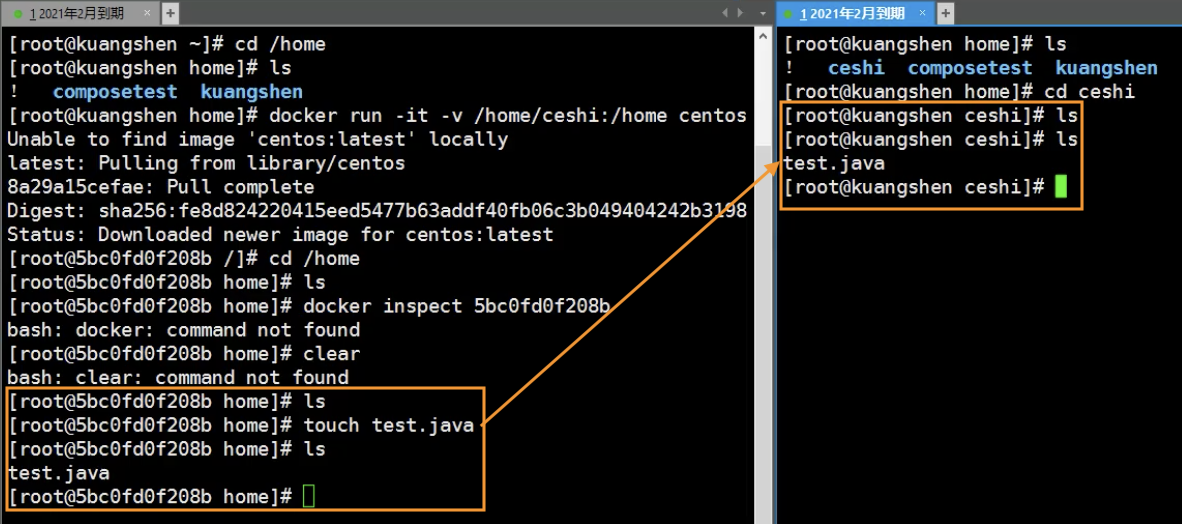 1 2021年2月到期 × +
[root@kuangshen ~]# cd /home
[root@kuangshen home]# ls
!   composetest  kuangshen
[root@kuangshen home]# docker run -it -v /home/ceshi:/home centos
Unable to find image 'centos:latest' locally
latest: Pulling from library/centos
8a29a15cefae: Pull complete
Digest: sha256:fe8d824220415eed5477b63addf40fb06c3b049404242b3198
Status: Downloaded newer image for centos:latest
[root@5bc0fd0f208b /]# cd /home
[root@5bc0fd0f208b home]# ls
[root@5bc0fd0f208b home]# docker inspect 5bc0fd0f208b
bash: docker: command not found
[root@5bc0fd0f208b home]# clear
bash: clear: command not found
[root@5bc0fd0f208b home]# ls
[root@5bc0fd0f208b home]# touch test.java
[root@5bc0fd0f208b home]# ls
test.java
[root@5bc0fd0f208b home]#
1 2021年2月到期 × +
[root@kuangshen home]# ls
!   ceshi  composetest  kuangshen
[root@kuangshen home]# cd ceshi
[root@kuangshen ceshi]# ls
[root@kuangshen ceshi]# ls
test.java
[root@kuangshen ceshi]#